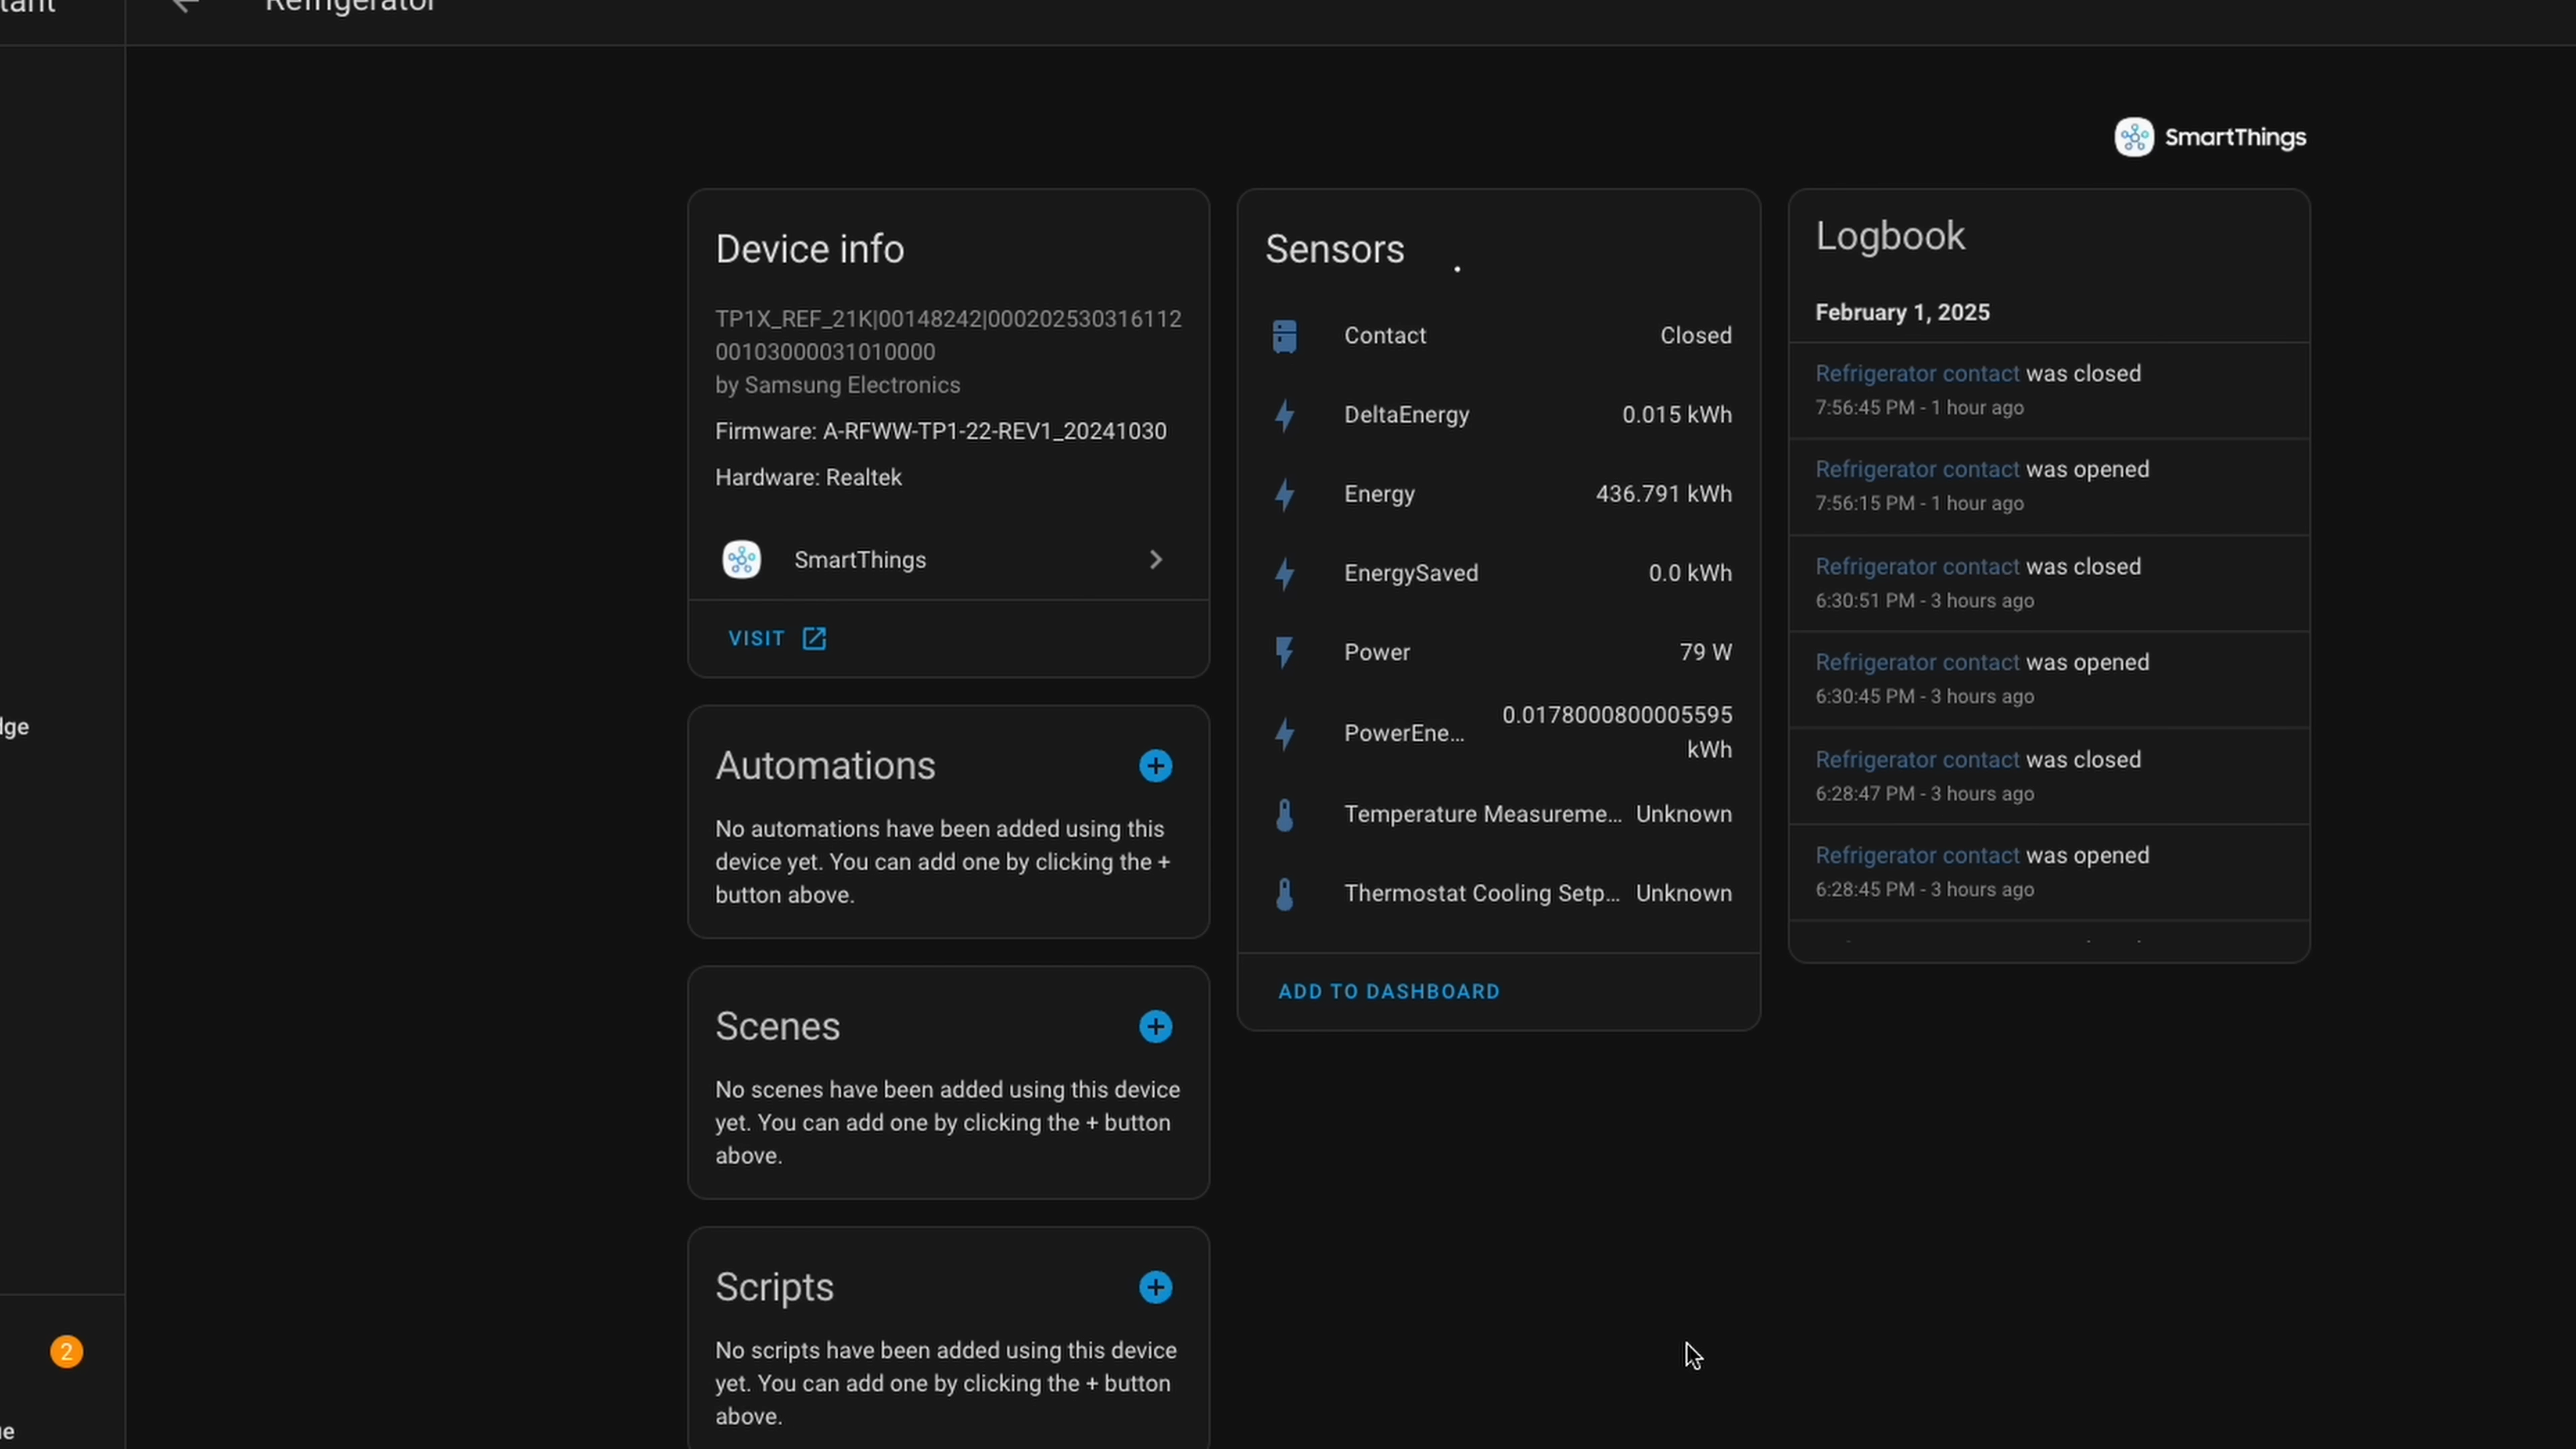 Refrigerator
SmartThings
Device info
TP1X_REF_21K|00148242|000202530316112
00103000031010000
by Samsung Electronics
Firmware: A-RFWW-TP1-22-REV1_20241030
Hardware: Realtek
SmartThings
VISIT
Automations
No automations have been added using this
device yet. You can add one by clicking the +
button above.
Scenes
No scenes have been added using this device
yet. You can add one by clicking the + button
above.
Scripts
No scripts have been added using this device
yet. You can add one by clicking the + button
above.
Sensors
Contact Closed
DeltaEnergy 0.015 kWh
Energy 436.791 kWh
EnergySaved 0.0 kWh
Power 79 W
PowerEne... 0.0178000800005595
kWh
Temperature Measureme... Unknown
Thermostat Cooling Setp... Unknown
ADD TO DASHBOARD
Logbook
February 1, 2025
Refrigerator contact was closed
7:56:45 PM - 1 hour ago
Refrigerator contact was opened
7:56:15 PM - 1 hour ago
Refrigerator contact was closed
6:30:51 PM - 3 hours ago
Refrigerator contact was opened
6:30:45 PM - 3 hours ago
Refrigerator contact was closed
6:28:47 PM - 3 hours ago
Refrigerator contact was opened
6:28:45 PM - 3 hours ago
2